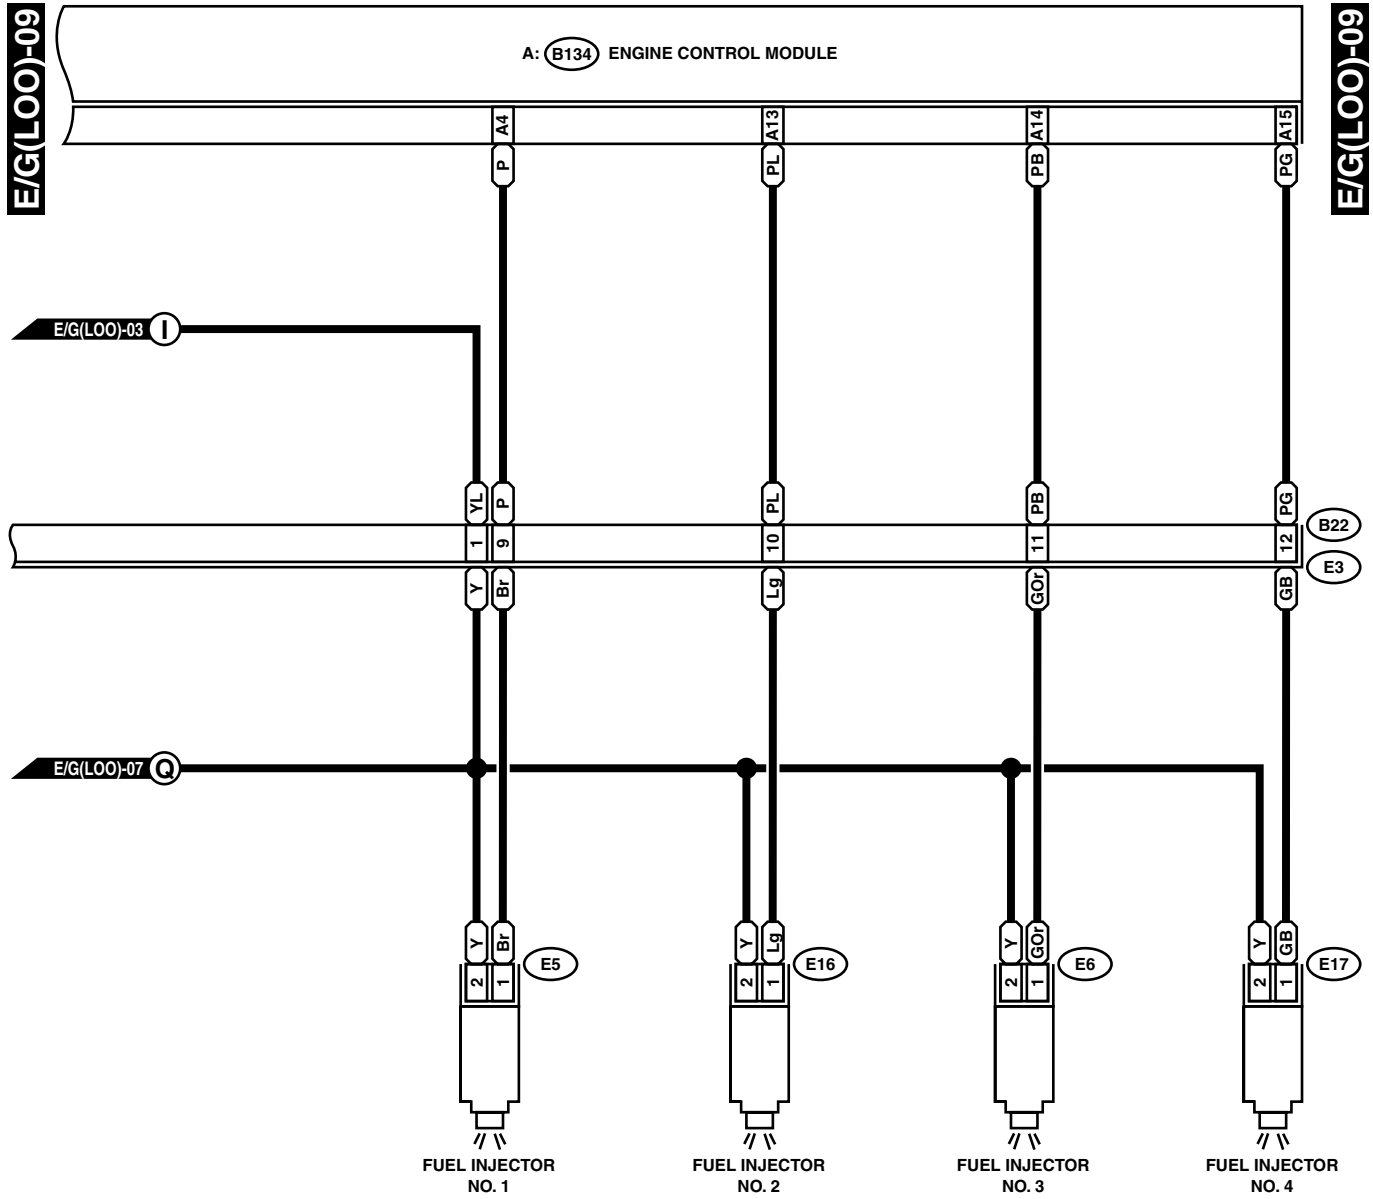 E/G(LOO)-09
E/G(LOO)-09
A: B134 ENGINE CONTROL MODULE
A4 A13 A14 A15
P PL PB PG
E/G(LOO)-03 I
YL P PL PB PG
B22
1 9 10 11 12
E3
Y Br Lg GOr GB
E/G(LOO)-07 Q
Y Br Y Lg Y GOr Y GB
E5 E16 E6 E17
2 1 2 1 2 1 2 1
FUEL INJECTOR
NO. 1
FUEL INJECTOR
NO. 2
FUEL INJECTOR
NO. 3
FUEL INJECTOR
NO. 4